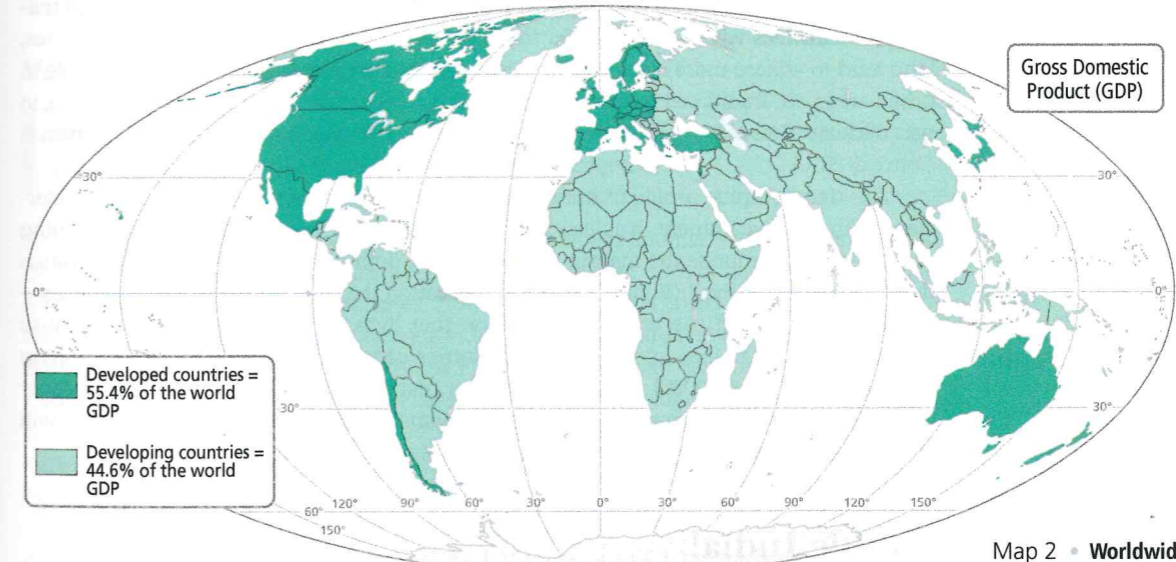 Gross Domestic
Product (GDP)
30°
30°
0°
0°
Developed countries =
55.4% of the world
GDP
Developing countries =
44.6% of the world
GDP
30°
30°
120°
90°
60°
30°
0°
30°
60°
90°
120°
150°
60°
150°
Map 2 • Worldwid